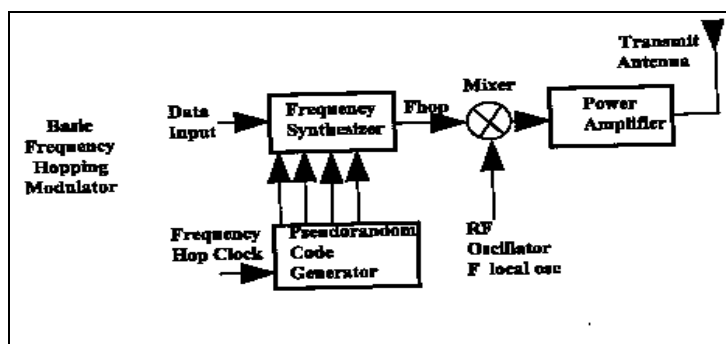 Transmit
Antenna
Mixer
Basic
Frequency
Hopping
Modulator
Data
Input
Frequency
Synthesizer
Fhop
Power
Amplifier
Frequency
Hop Clock
Pseudorandom
Code
Generator
RF
Oscillator
F local osc